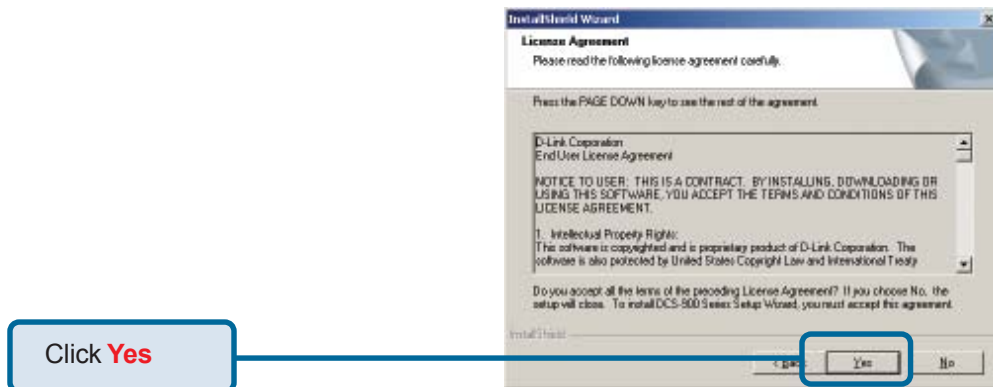 InstallShield Wizard
License Agreement
Please read the following license agreement carefully.
Press the PAGE DOWN key to see the rest of the agreement.
D-Link Corporation
End User License Agreement
NOTICE TO USER: THIS IS A CONTRACT. BY INSTALLING, DOWNLOADING OR
USING THIS SOFTWARE, YOU ACCEPT THE TERMS AND CONDITIONS OF THIS
LICENSE AGREEMENT.
1. Intellectual Property Rights:
This software is copyrighted and is proprietary product of D-Link Corporation. The
software is also protected by United States Copyright Law and International Treaty
Do you accept all the terms of the preceding License Agreement? If you choose No, the
setup will close. To install DCS-900 Series Setup Wizard, you must accept this agreement.
InstallShield
Click Yes
< Back
Yes
No